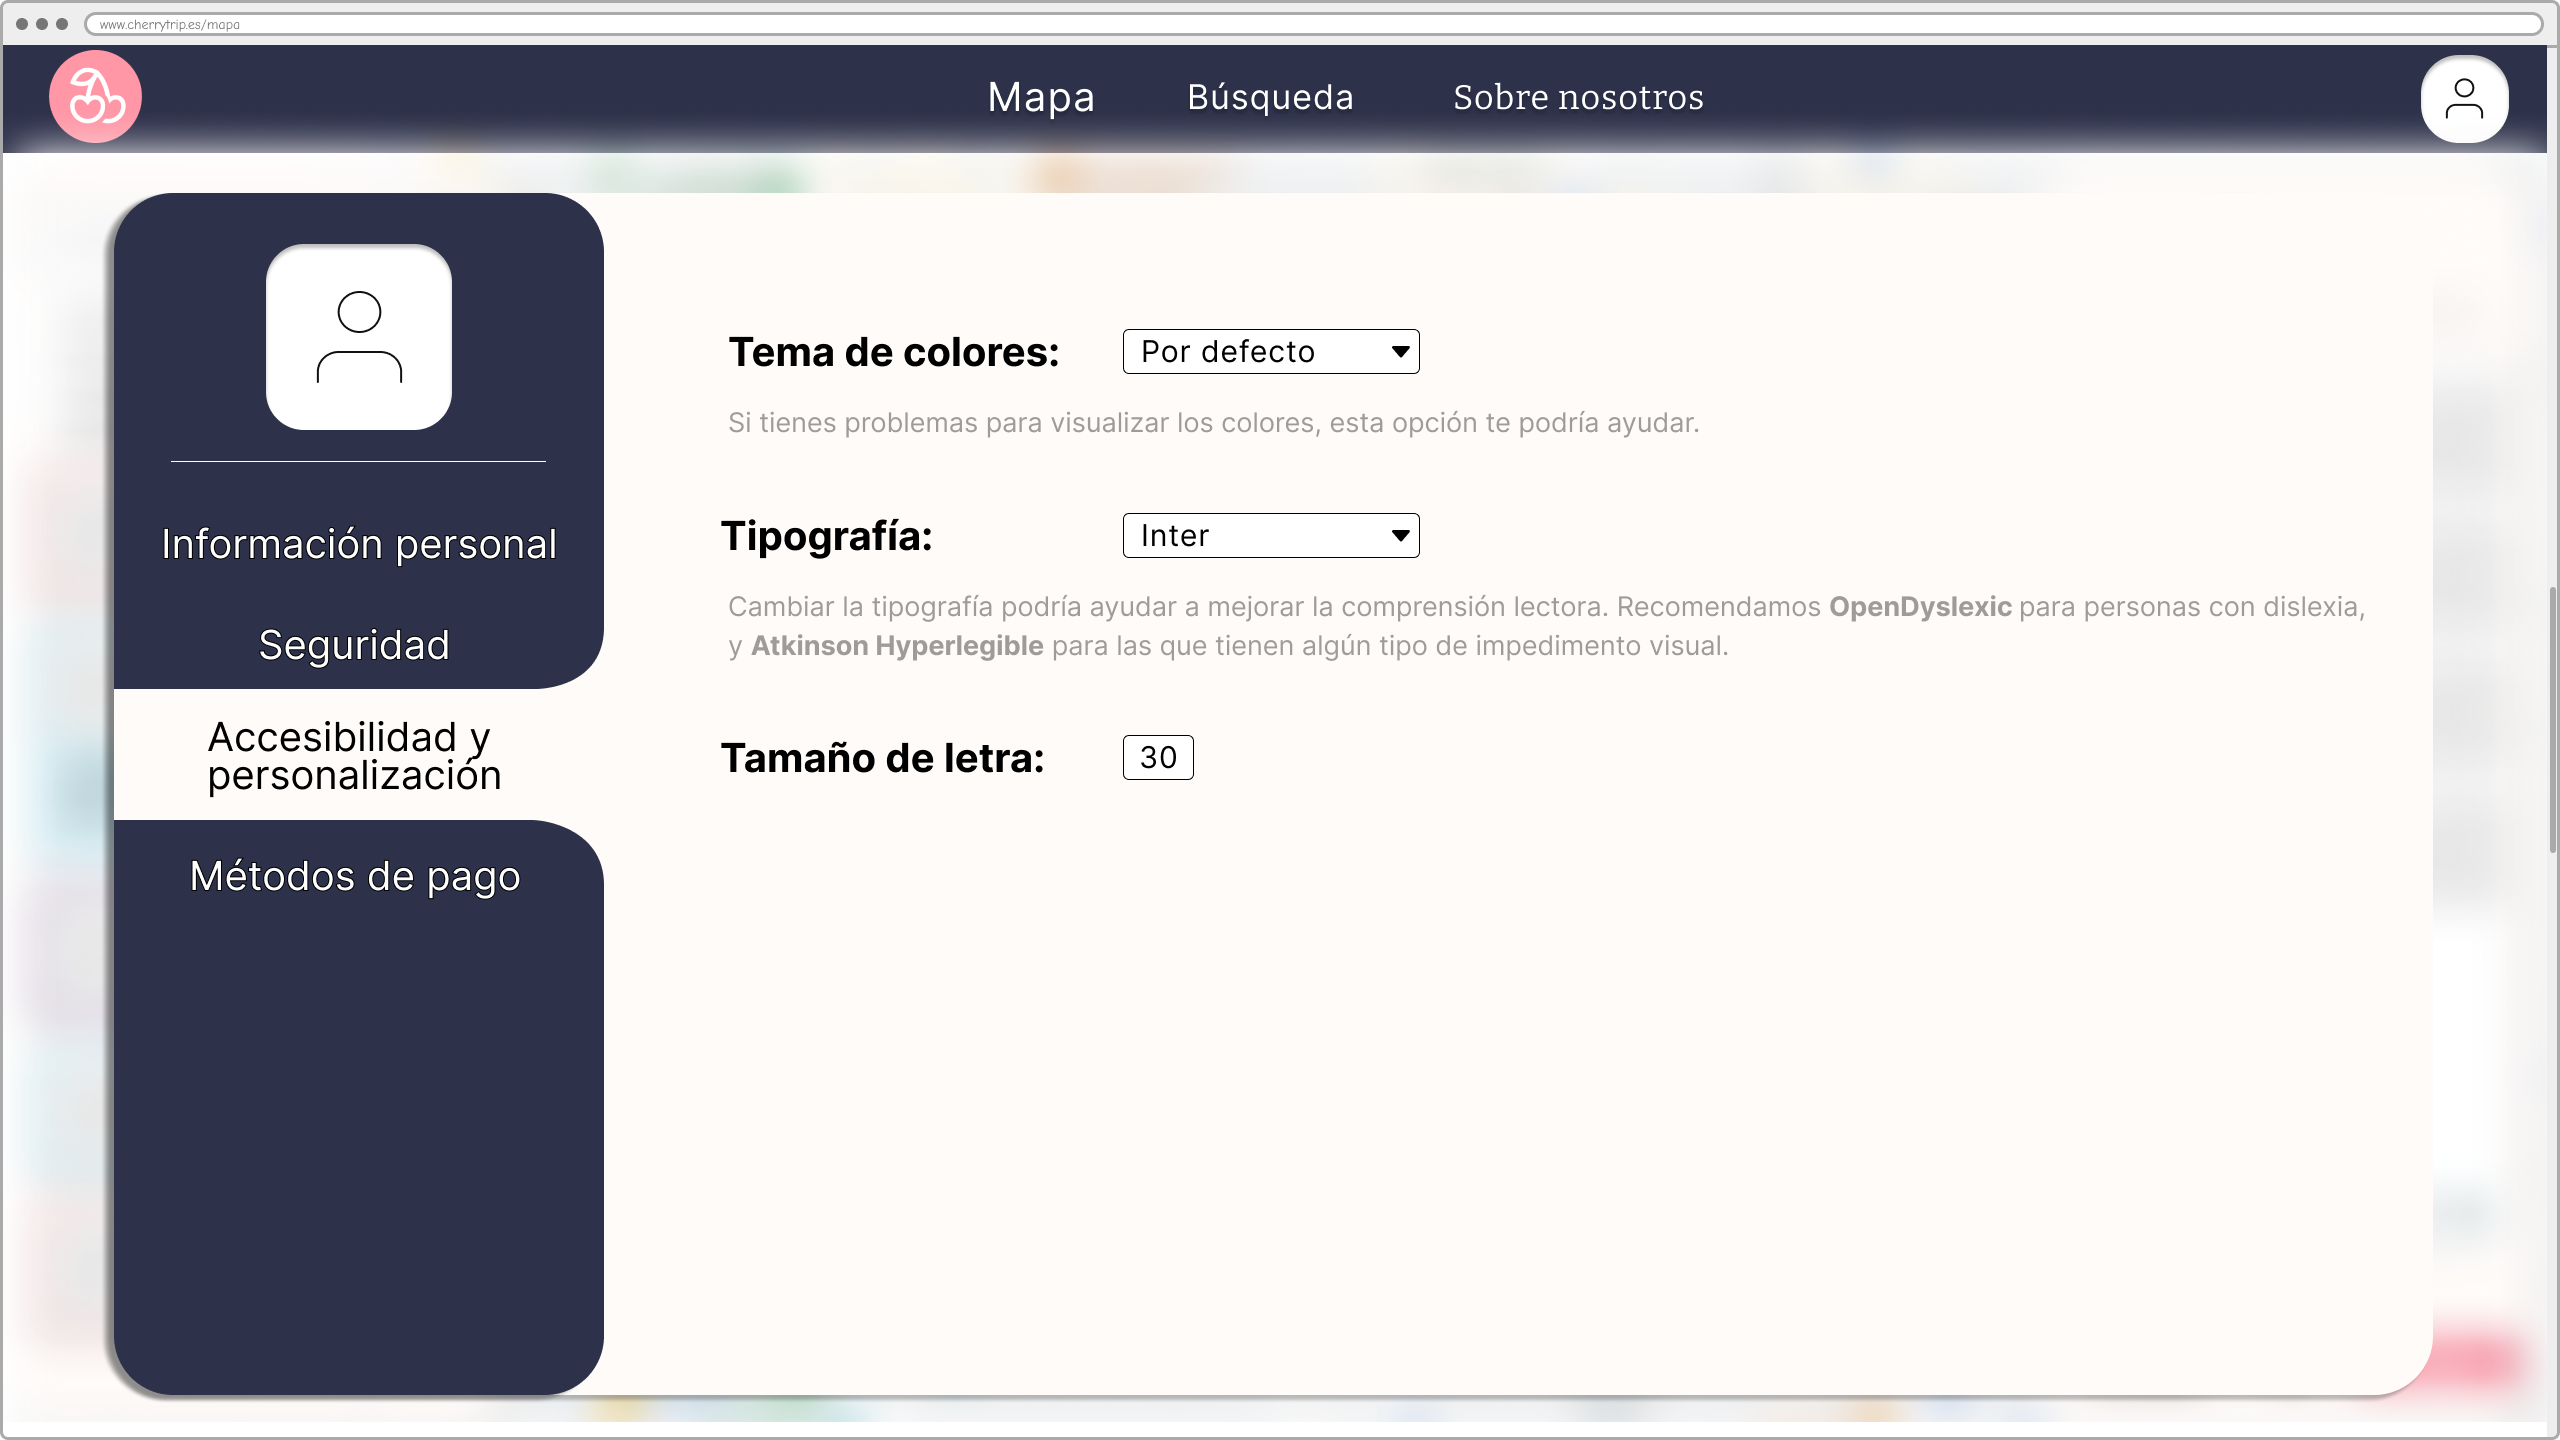 www.cherrytrip.es/mapa
Mapa
Búsqueda
Sobre nosotros
Información personal
Seguridad
Accesibilidad y
personalización
Métodos de pago
Tema de colores:
Por defecto
Si tienes problemas para visualizar los colores, esta opción te podría ayudar.
Tipografía:
Inter
Cambiar la tipografía podría ayudar a mejorar la comprensión lectora. Recomendamos OpenDyslexic para personas con dislexia,
y Atkinson Hyperlegible para las que tienen algún tipo de impedimento visual.
Tamaño de letra:
30